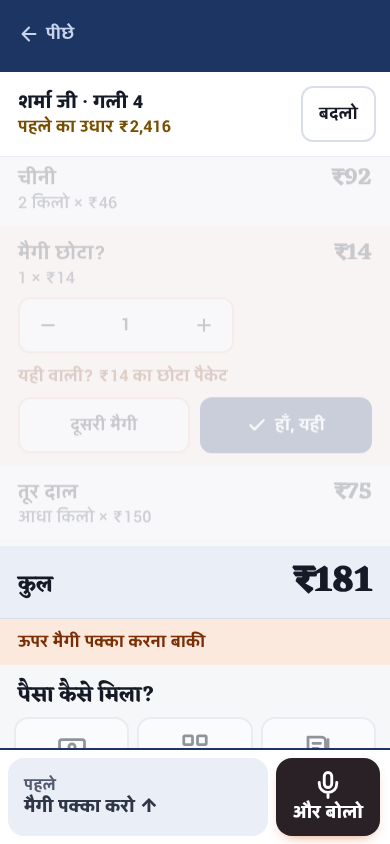 ← पीछे
शर्मा जी · गली 4
पहले का उधार ₹2,416
बदलो
चीनी ₹92
2 किलो × ₹46
मैगी छोटा? ₹14
1 × ₹14
− 1 +
यही वाली? ₹14 का छोटा पैकेट
दूसरी मैगी
✓ हाँ, यही
तूर दाल ₹75
आधा किलो × ₹150
कुल ₹181
ऊपर मैगी पक्का करना बाकी
पैसा कैसे मिला?
पहले
मैगी पक्का करो ↑
और बोलो